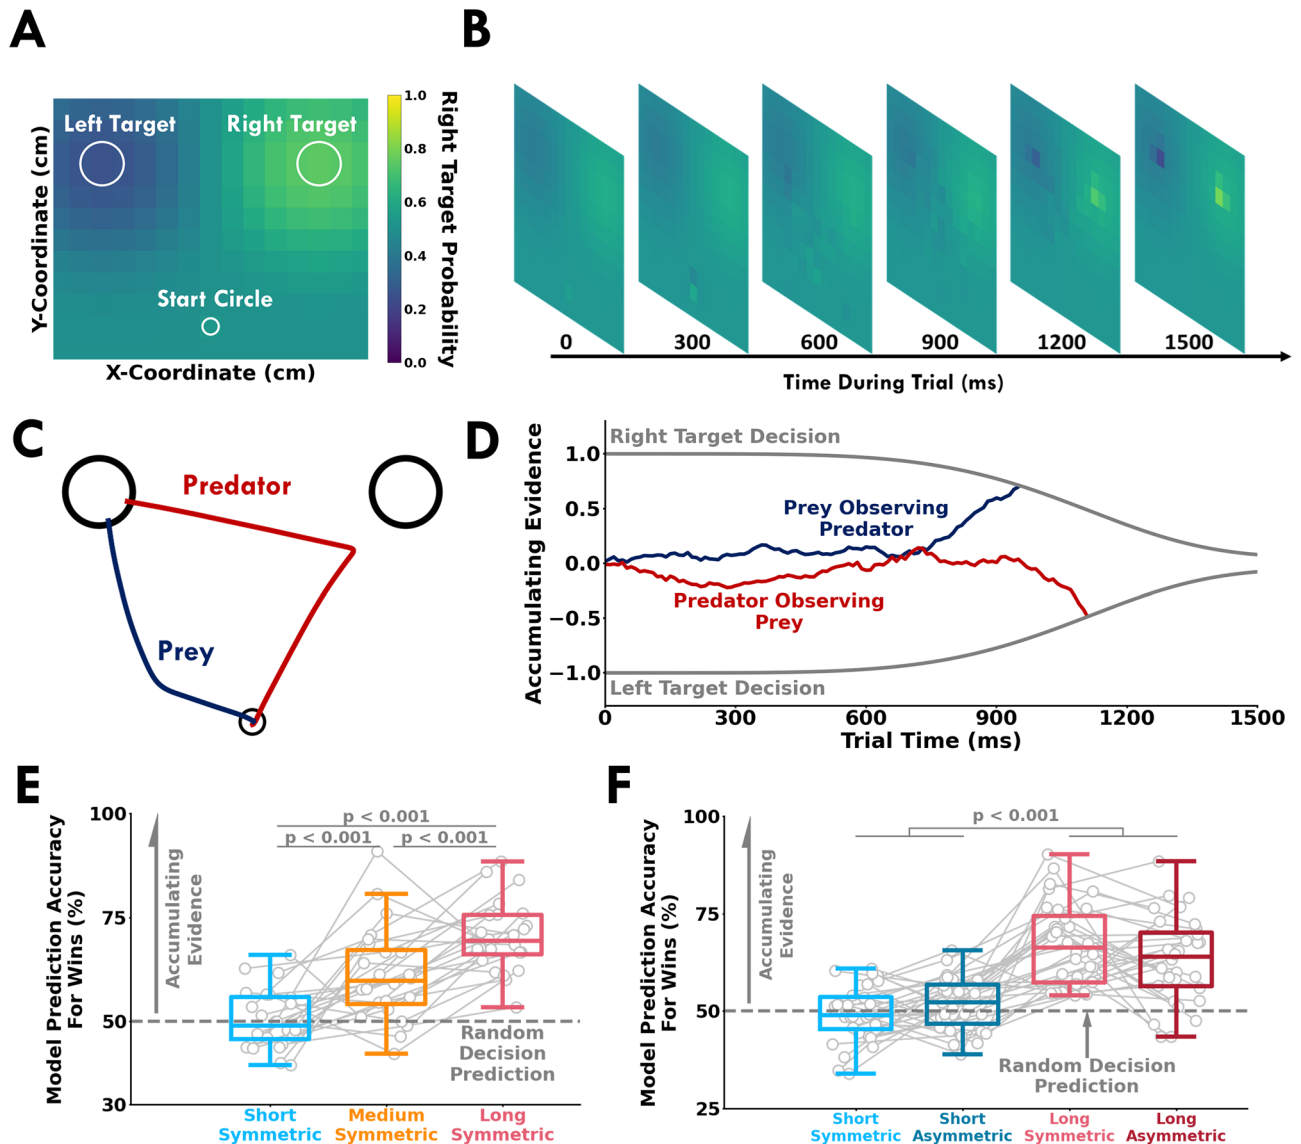 A
Left Target
Right Target
Start Circle
Y-Coordinate (cm)
X-Coordinate (cm)
1.0
0.8
0.6
0.4
0.2
0.0
Right Target Probability
B
0
300
600
900
1200
1500
Time During Trial (ms)
C
Predator
Prey
D
Accumulating Evidence
1.0
0.5
0.0
−0.5
−1.0
Right Target Decision
Prey Observing
Predator
Predator Observing
Prey
Left Target Decision
0
300
600
900
1200
1500
Trial Time (ms)
E
Model Prediction Accuracy
For Wins (%)
100
75
50
30
Accumulating
Evidence
p < 0.001
p < 0.001
p < 0.001
Random
Decision
Prediction
Short
Symmetric
Medium
Symmetric
Long
Symmetric
F
Model Prediction Accuracy
For Wins (%)
100
75
50
25
Accumulating
Evidence
p < 0.001
Random Decision
Prediction
Short
Symmetric
Short
Asymmetric
Long
Symmetric
Long
Asymmetric